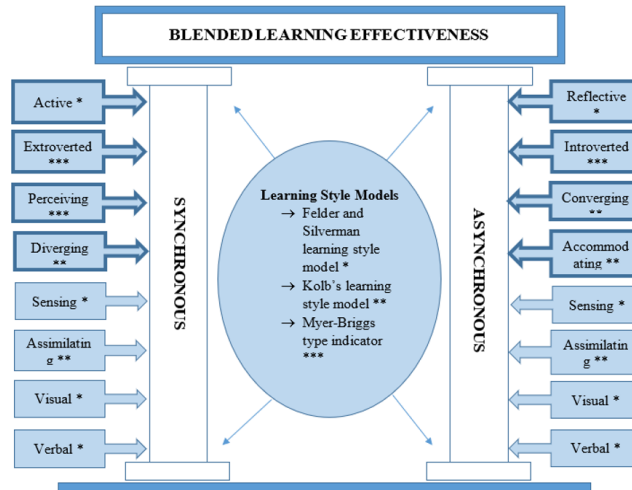 BLENDED LEARNING EFFECTIVENESS
Active *
Extroverted
***
Perceiving
***
Diverging
**
Sensing *
Assimilatin
g **
Visual *
Verbal *
SYNCHRONOUS
Learning Style Models
→ Felder and
Silverman
learning style
model *
→ Kolb's learning
style model **
→ Myer-Briggs
type indicator
***
ASYNCHRONOUS
Reflective
*
Introverted
***
Converging
**
Accommod
ating **
Sensing *
Assimilatin
g **
Visual *
Verbal *